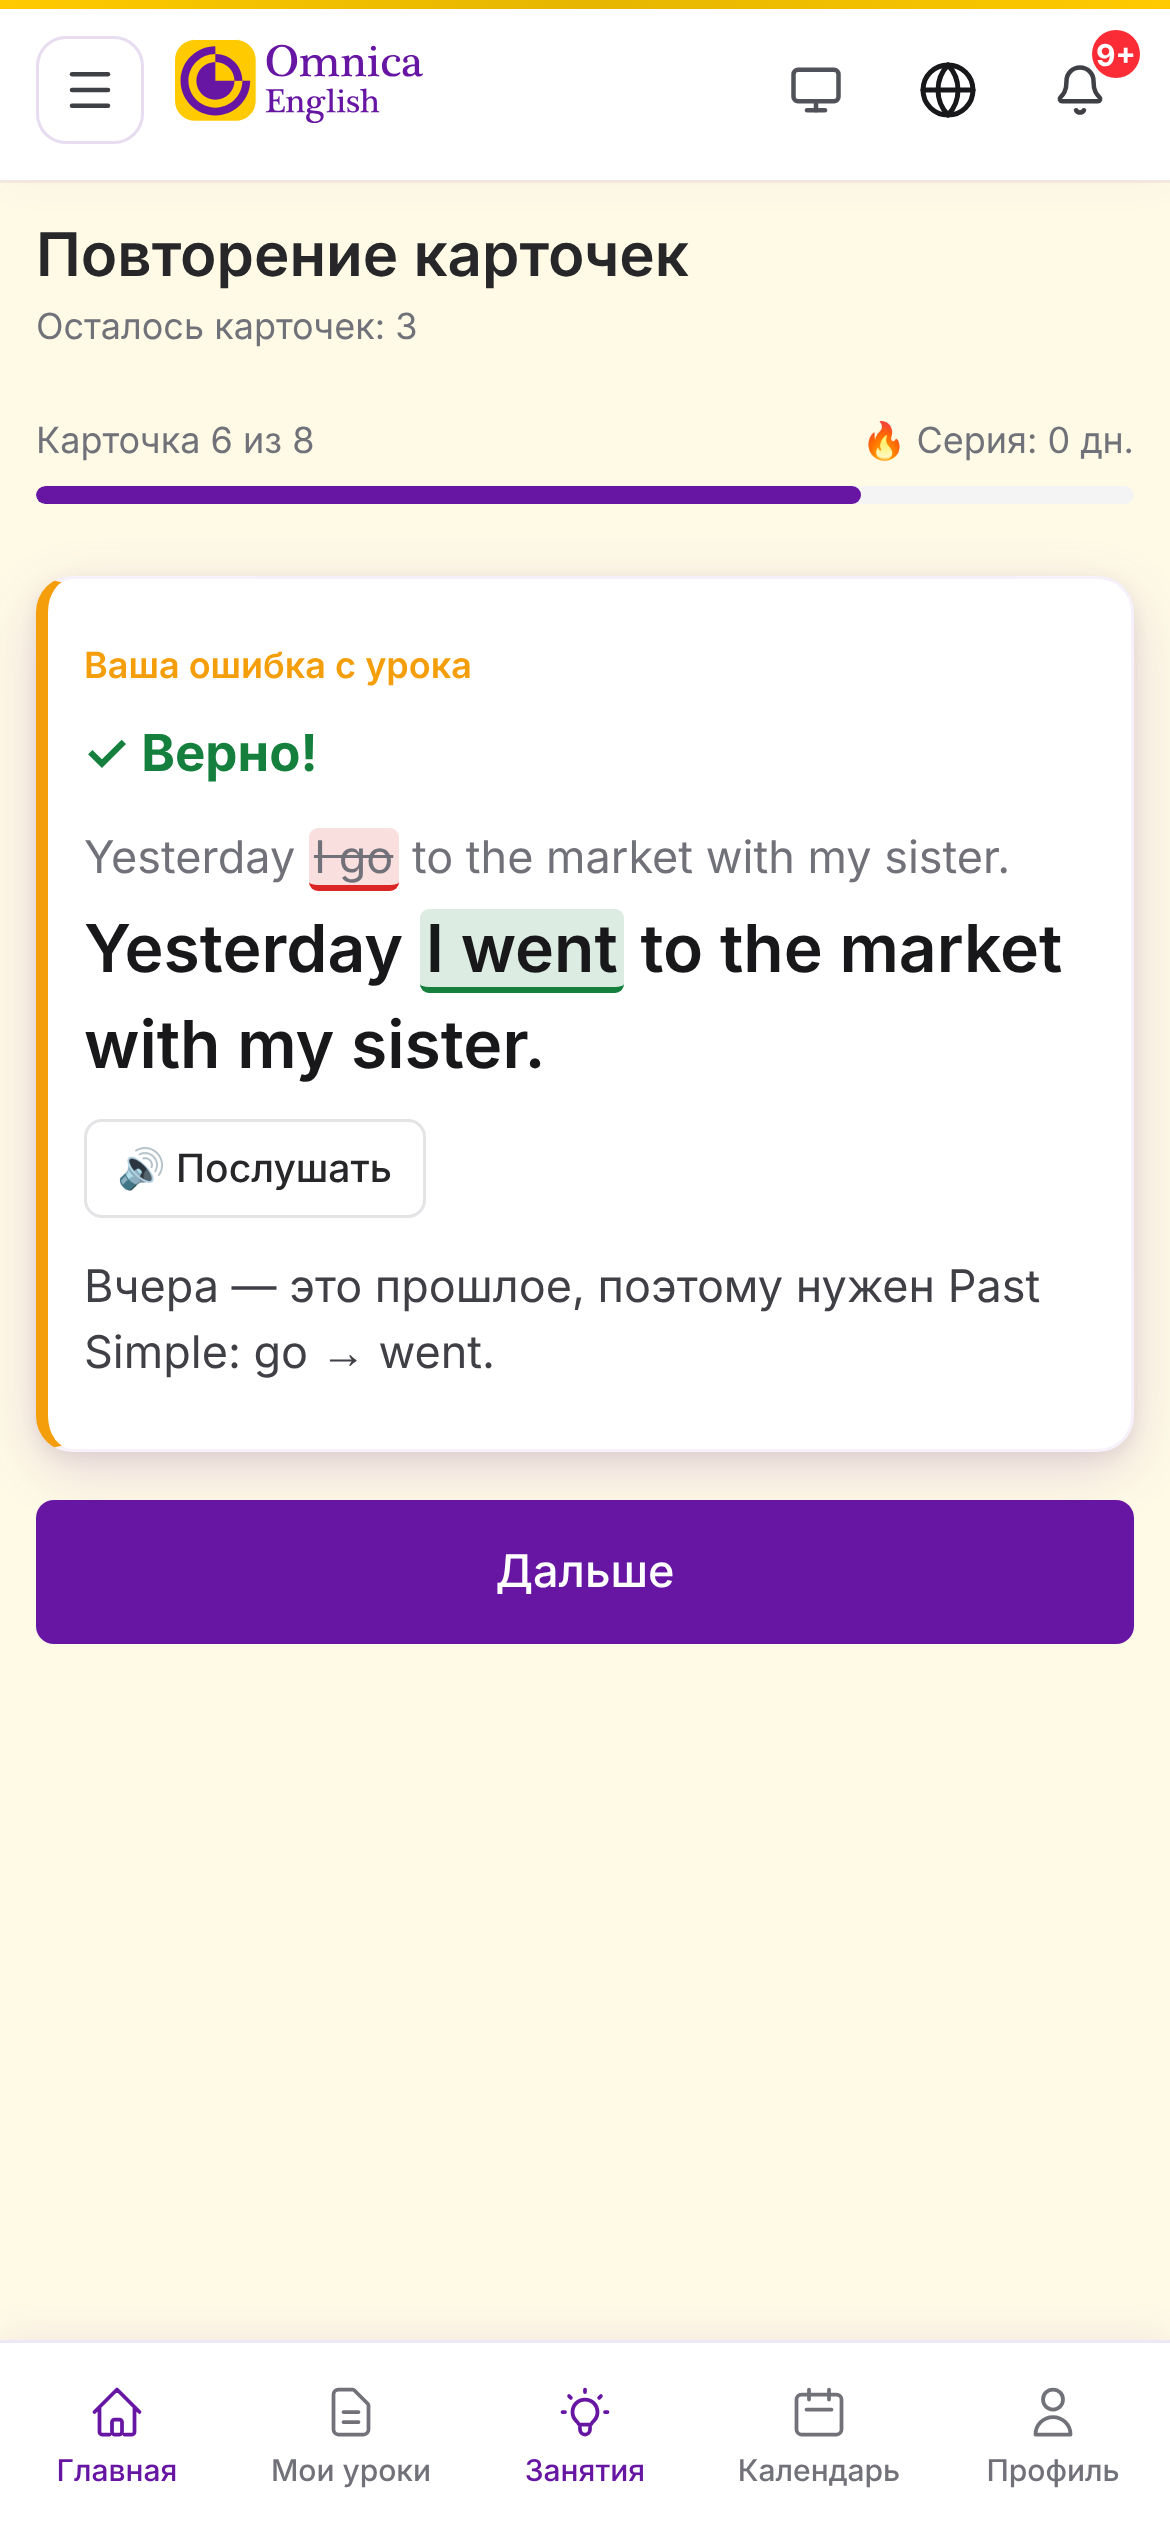 9+
Omnica
English
Повторение карточек
Осталось карточек: 3
Карточка 6 из 8
🔥 Серия: 0 дн.
Ваша ошибка с урока
✓ Верно!
Yesterday I go to the market with my sister.
Yesterday I went to the market
with my sister.
🔊 Послушать
Вчера — это прошлое, поэтому нужен Past
Simple: go → went.
Дальше
Главная
Мои уроки
Занятия
Календарь
Профиль